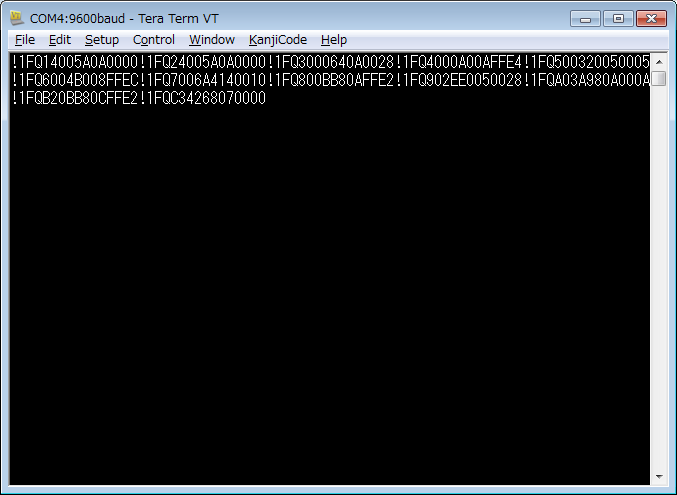 COM4:9600baud - Tera Term VT
File Edit Setup Control Window KanjiCode Help
!1FQ14005A0A0000!1FQ24005A0A0000!1FQ3000640A0028!1FQ4000A00AFFE4!1FQ500320050005
!1FQ6004B008FFEC!1FQ7006A4140010!1FQ800BB80AFFE2!1FQ902EE0050028!1FQA03A980A000A
!1FQB20BB80CFFE2!1FQC34268070000